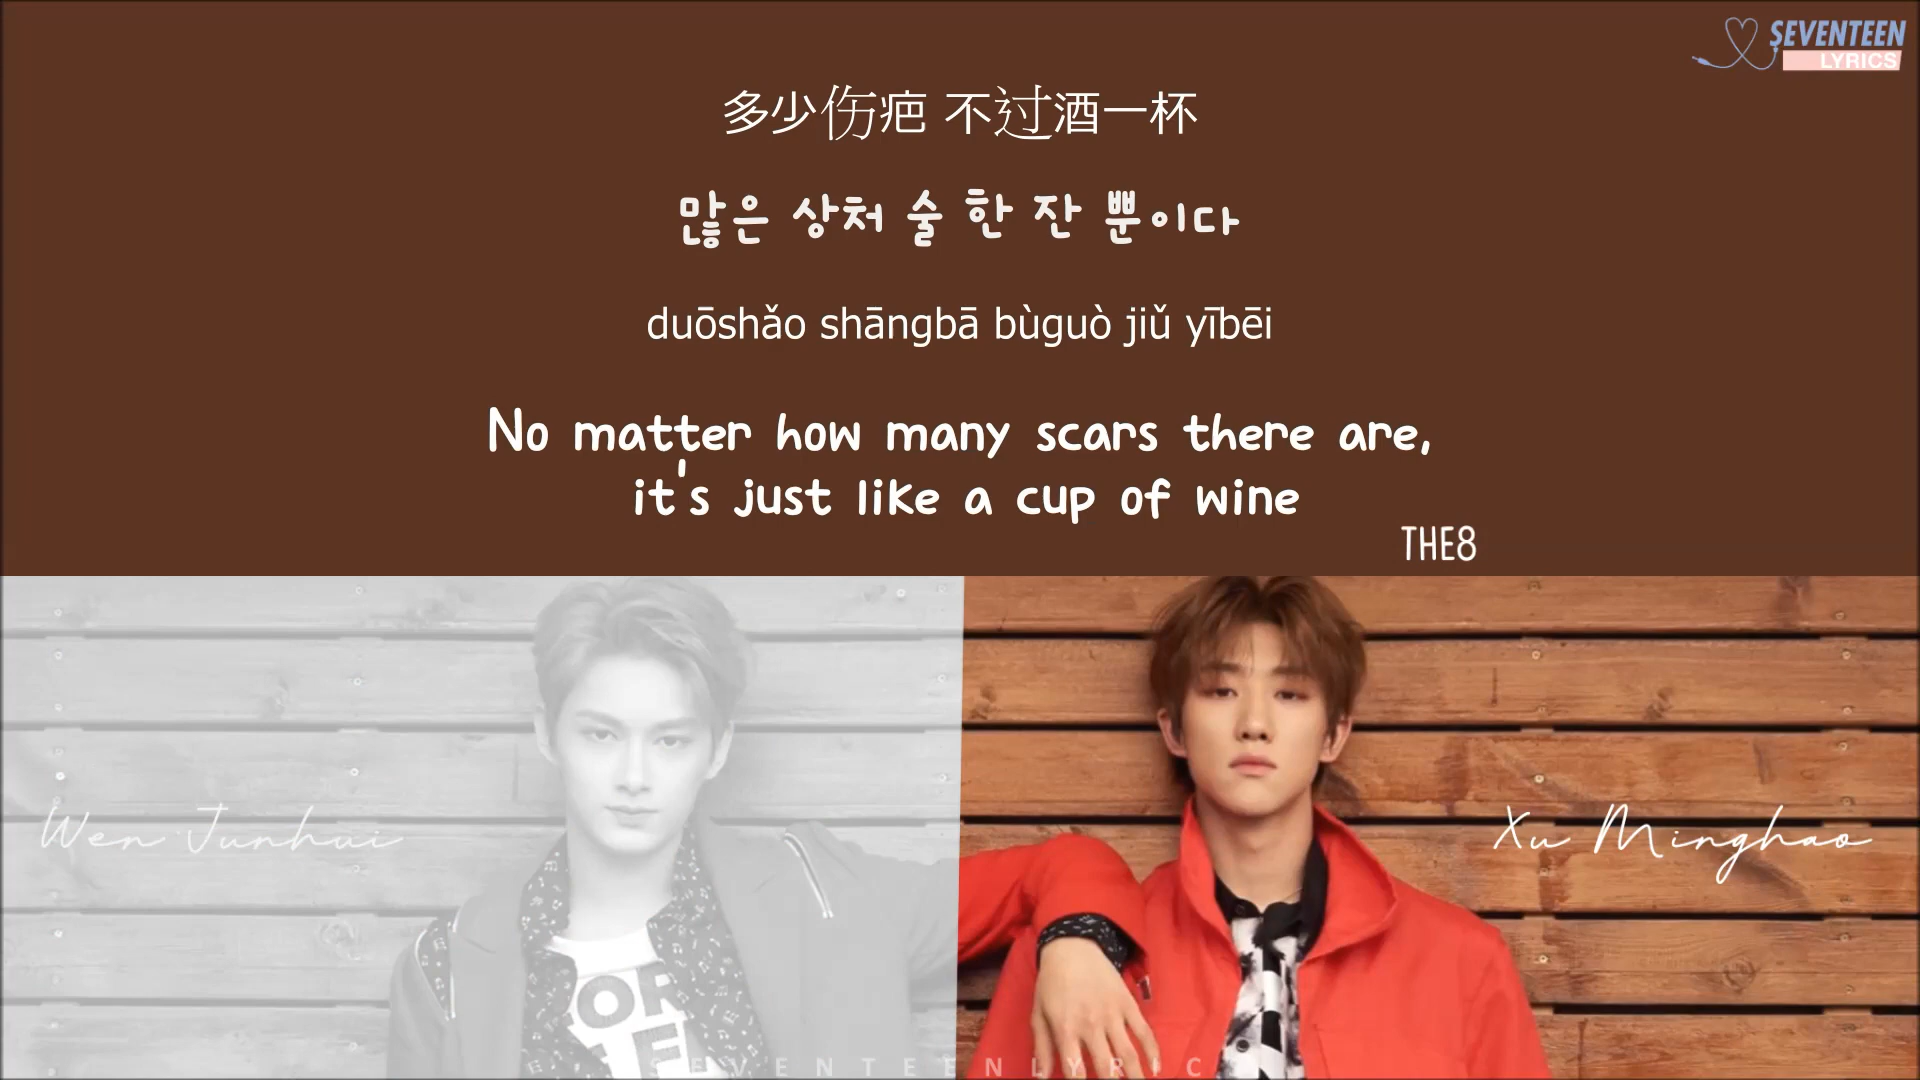 SEVENTEEN
LYRICS
多少伤疤 不过酒一杯
많은 상처 술 한 잔 뿐이다
duōshǎo shāngbā bùguò jiǔ yībēi
No matter how many scars there are,
it's just like a cup of wine
THE8
Wen Junhui
Xu Minghao
SEVENTEENLYRIC